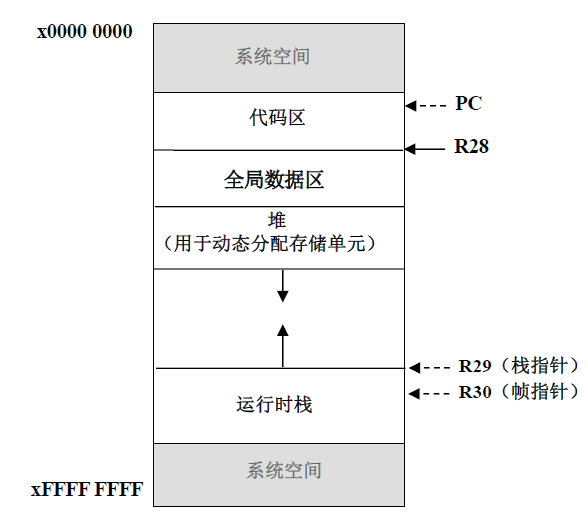 x0000 0000
系统空间
PC
代码区
R28
全局数据区
堆
（用于动态分配存储单元）
R29（栈指针）
R30（帧指针）
运行时栈
系统空间
xFFFF FFFF